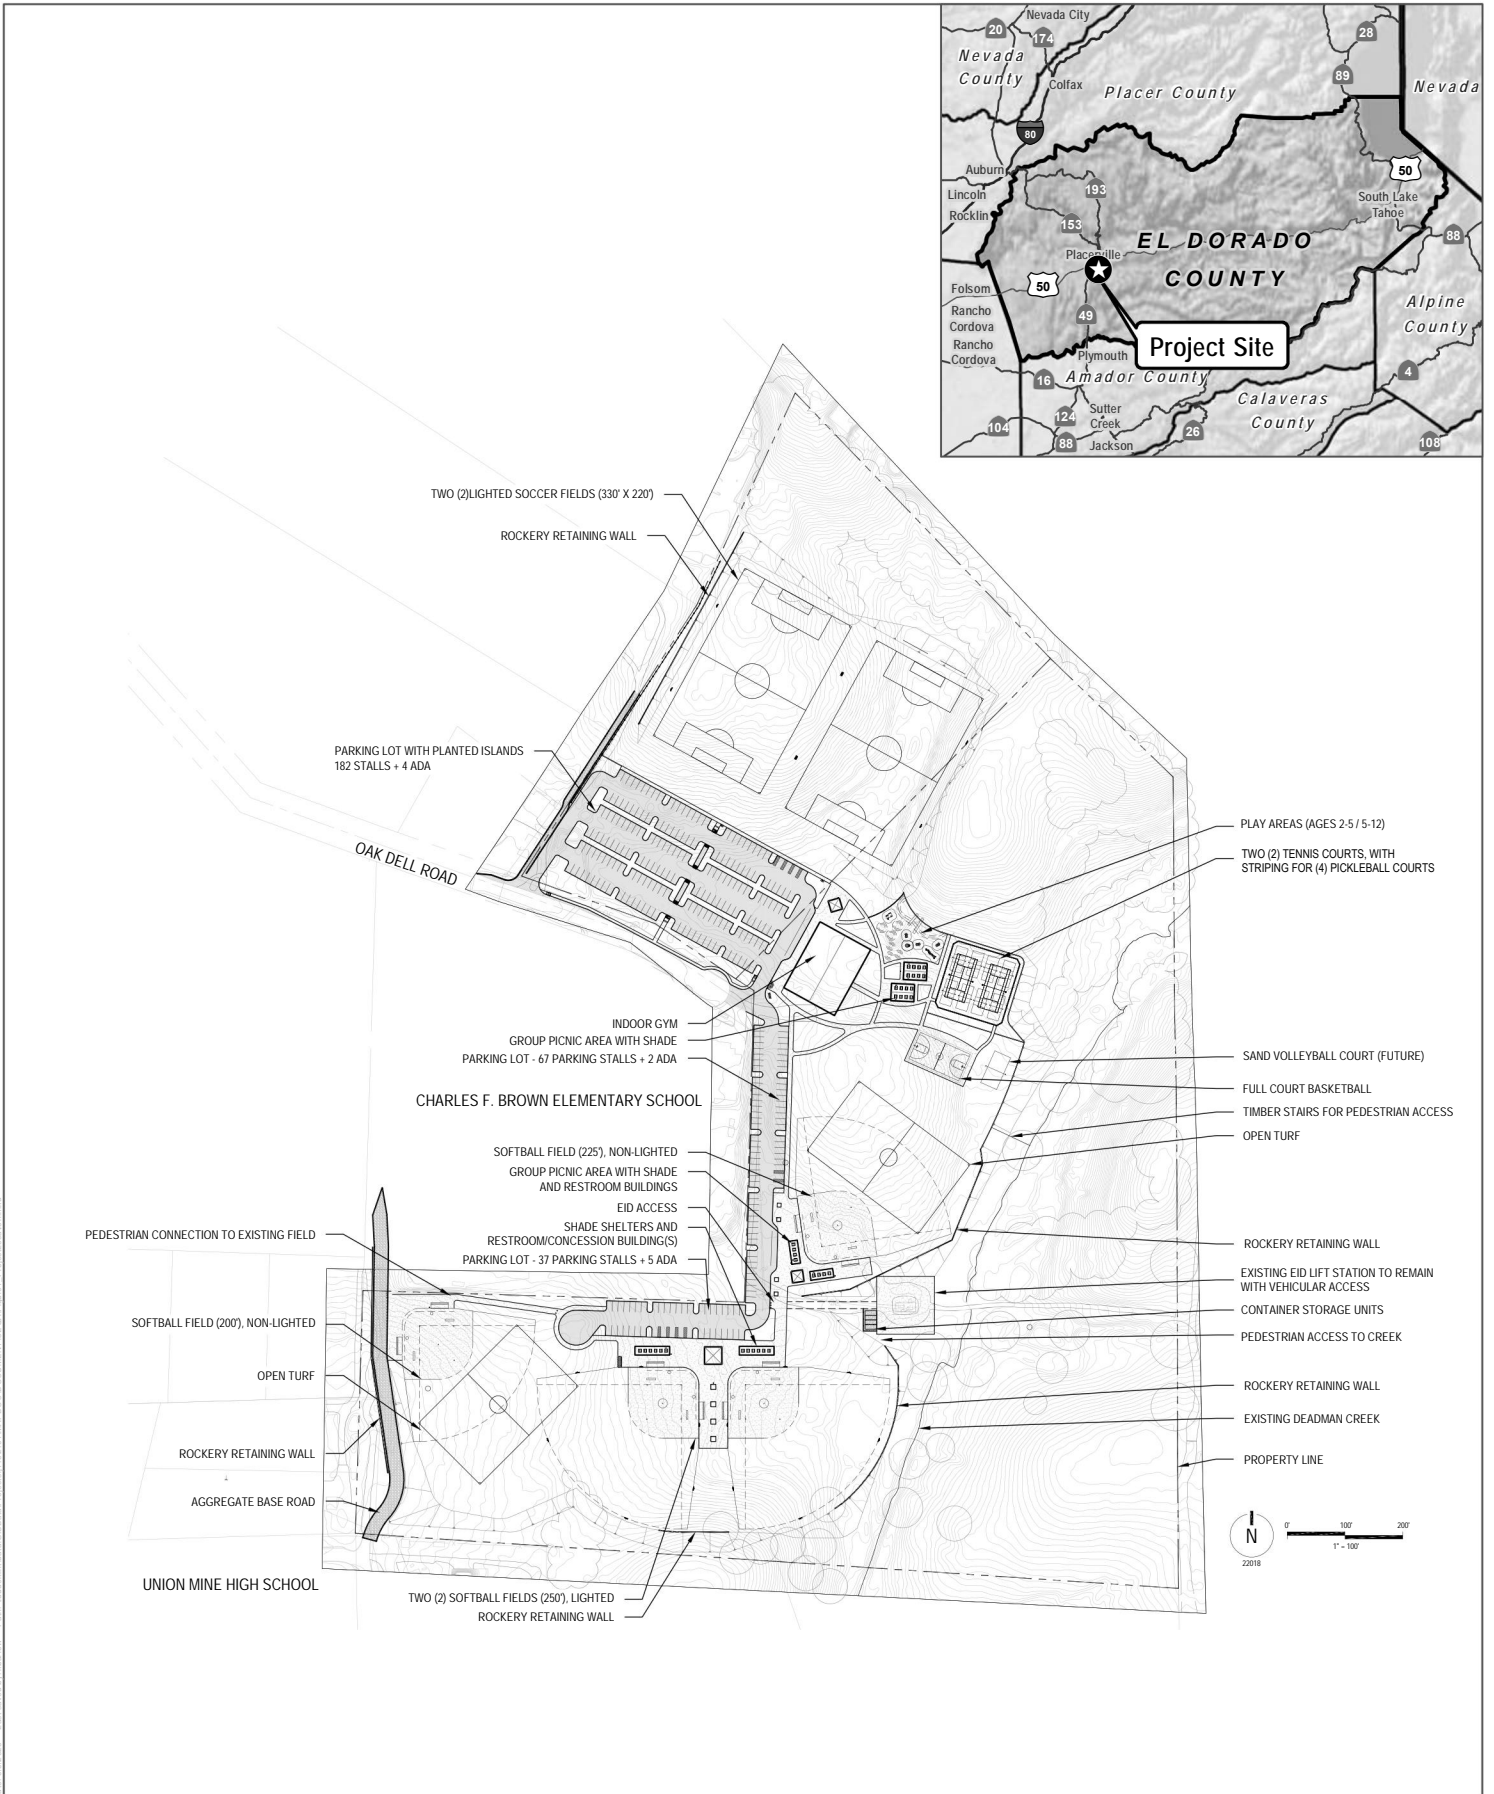 Nevada City
20
174
28
Nevada
County
89
Colfax
Placer County
Nevada
80
Auburn
50
193
Lincoln
South Lake
Tahoe
Rocklin
153
88
EL DORADO
COUNTY
Placerville
50
Folsom
Alpine
County
Rancho
Cordova
49
Project Site
Rancho
Cordova
Plymouth
16
Amador County
4
Calaveras
County
124
Sutter
Creek
104
26
88
Jackson
108
TWO (2)LIGHTED SOCCER FIELDS (330' X 220')
ROCKERY RETAINING WALL
PARKING LOT WITH PLANTED ISLANDS
182 STALLS + 4 ADA
OAK DELL ROAD
PLAY AREAS (AGES 2-5 / 5-12)
TWO (2) TENNIS COURTS, WITH
STRIPING FOR (4) PICKLEBALL COURTS
INDOOR GYM
GROUP PICNIC AREA WITH SHADE
PARKING LOT - 67 PARKING STALLS + 2 ADA
SAND VOLLEYBALL COURT (FUTURE)
FULL COURT BASKETBALL
CHARLES F. BROWN ELEMENTARY SCHOOL
TIMBER STAIRS FOR PEDESTRIAN ACCESS
OPEN TURF
SOFTBALL FIELD (225'), NON-LIGHTED
GROUP PICNIC AREA WITH SHADE
AND RESTROOM BUILDINGS
EID ACCESS
SHADE SHELTERS AND
RESTROOM/CONCESSION BUILDING(S)
PARKING LOT - 37 PARKING STALLS + 5 ADA
PEDESTRIAN CONNECTION TO EXISTING FIELD
ROCKERY RETAINING WALL
EXISTING EID LIFT STATION TO REMAIN
WITH VEHICULAR ACCESS
CONTAINER STORAGE UNITS
SOFTBALL FIELD (200'), NON-LIGHTED
PEDESTRIAN ACCESS TO CREEK
OPEN TURF
ROCKERY RETAINING WALL
EXISTING DEADMAN CREEK
ROCKERY RETAINING WALL
PROPERTY LINE
AGGREGATE BASE ROAD
N
22018
0'
100'
200'
1" = 100'
UNION MINE HIGH SCHOOL
TWO (2) SOFTBALL FIELDS (250'), LIGHTED
ROCKERY RETAINING WALL